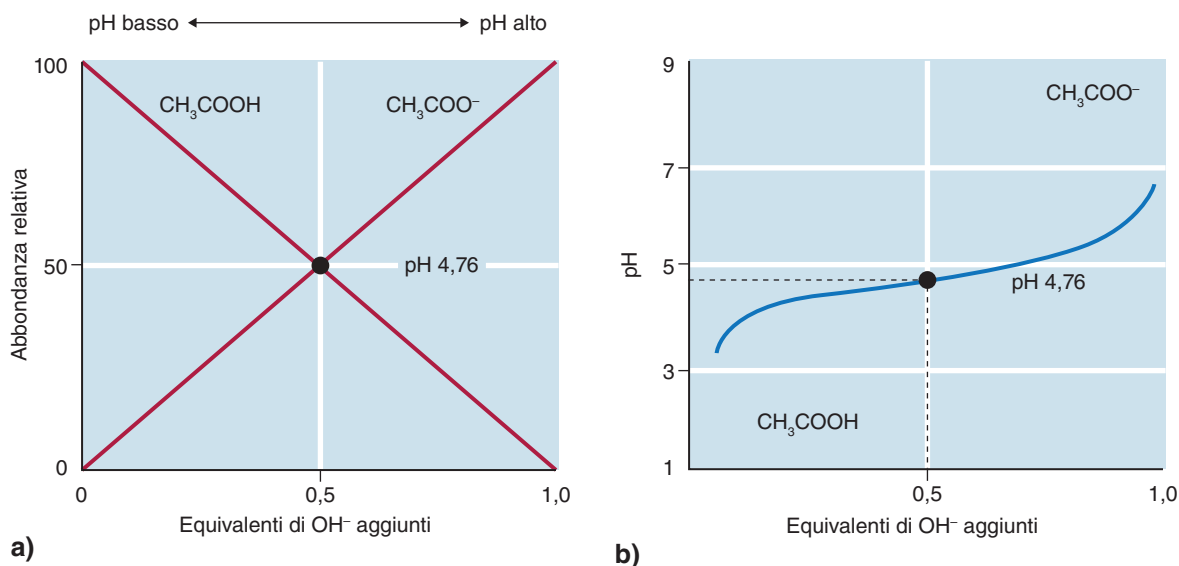 pH basso pH alto
100
CH₃COOH CH₃COO⁻
Abbondanza relativa
50
pH 4,76
0
0 0,5 1,0
Equivalenti di OH⁻ aggiunti
a)
9
CH₃COO⁻
7
pH
5
pH 4,76
3
CH₃COOH
1
0,5 1,0
Equivalenti di OH⁻ aggiunti
b)